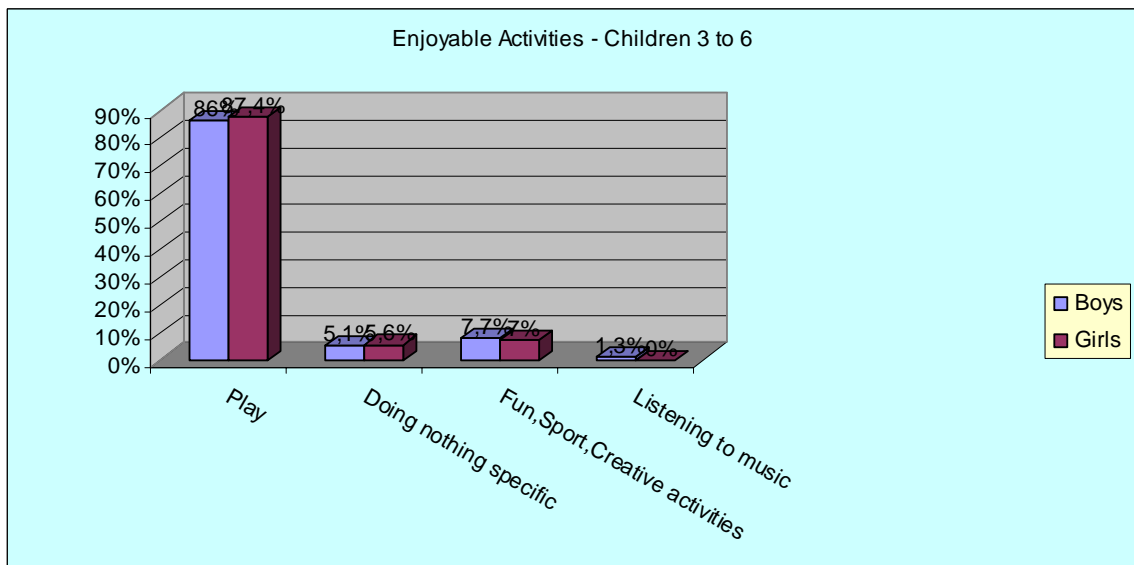 Enjoyable Activities - Children 3 to 6
90%
80%
70%
60%
50%
40%
30%
20%
10%
0%
86% 87,4%
5,1% 5,6%
7,7% 7%
1,3% 0%
Play
Doing nothing specific
Fun,Sport,Creative activities
Listening to music
Boys
Girls